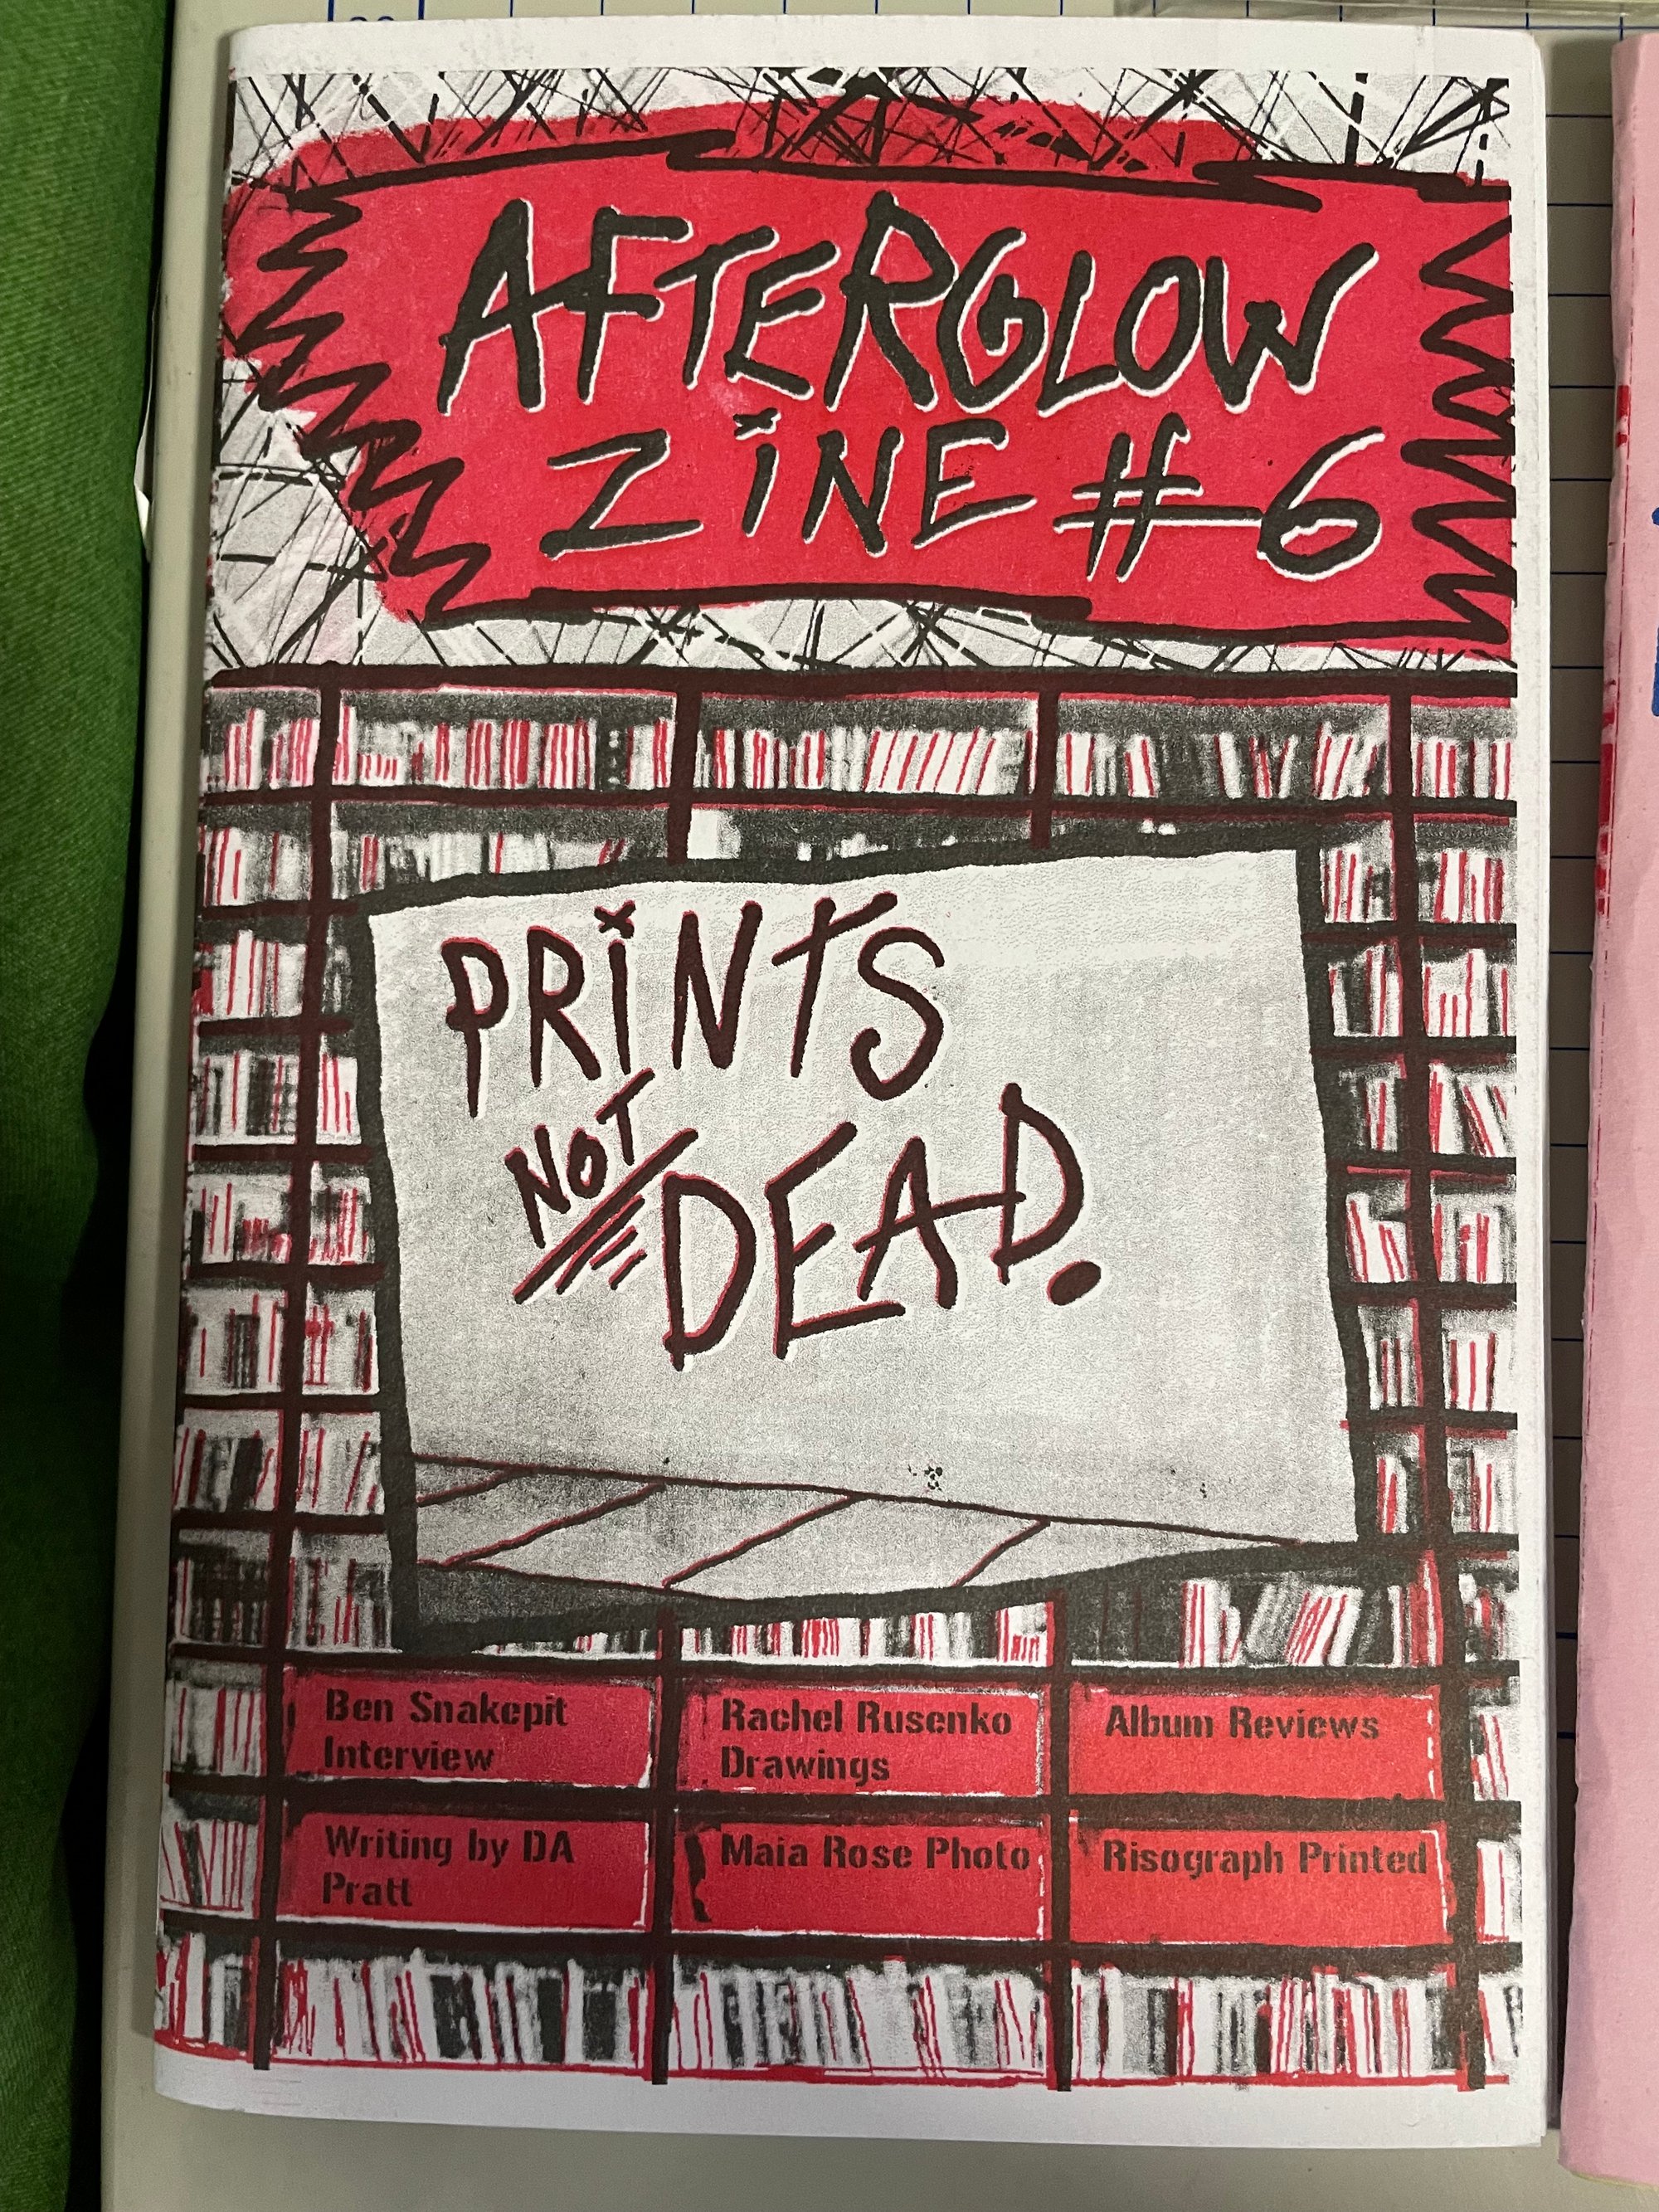 AFTERGLOW
ZiNE #6
PRiNTS
NOT
DEAD.
Ben Snakepit
Interview
Rachel Rusenko
Drawings
Album Reviews
Writing by DA
Pratt
Maia Rose Photo
Risograph Printed